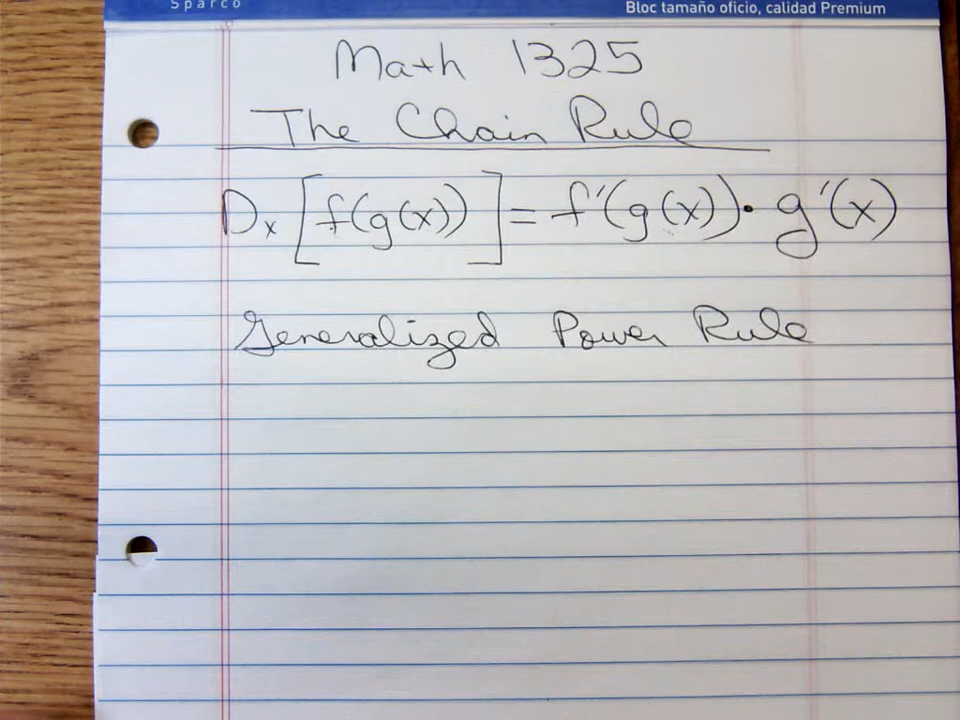 Sparco
Bloc tamaño oficio, calidad Premium
Math 1325
The Chain Rule
Dx [f(g(x))] = f'(g(x)) · g'(x)
Generalized Power Rule